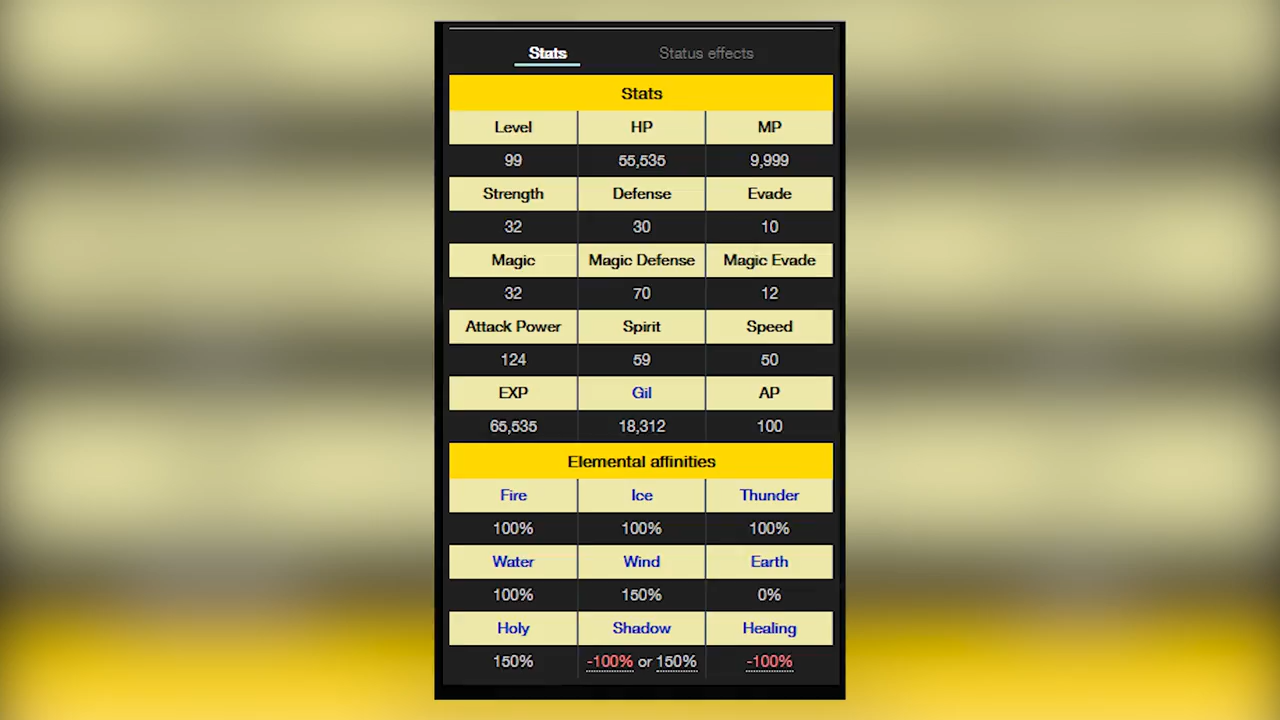 Stats Status effects
Stats
Level HP MP
99 55,535 9,999
Strength Defense Evade
32 30 10
Magic Magic Defense Magic Evade
32 70 12
Attack Power Spirit Speed
124 59 50
EXP Gil AP
65,535 18,312 100
Elemental affinities
Fire Ice Thunder
100% 100% 100%
Water Wind Earth
100% 150% 0%
Holy Shadow Healing
150% -100% or 150% -100%